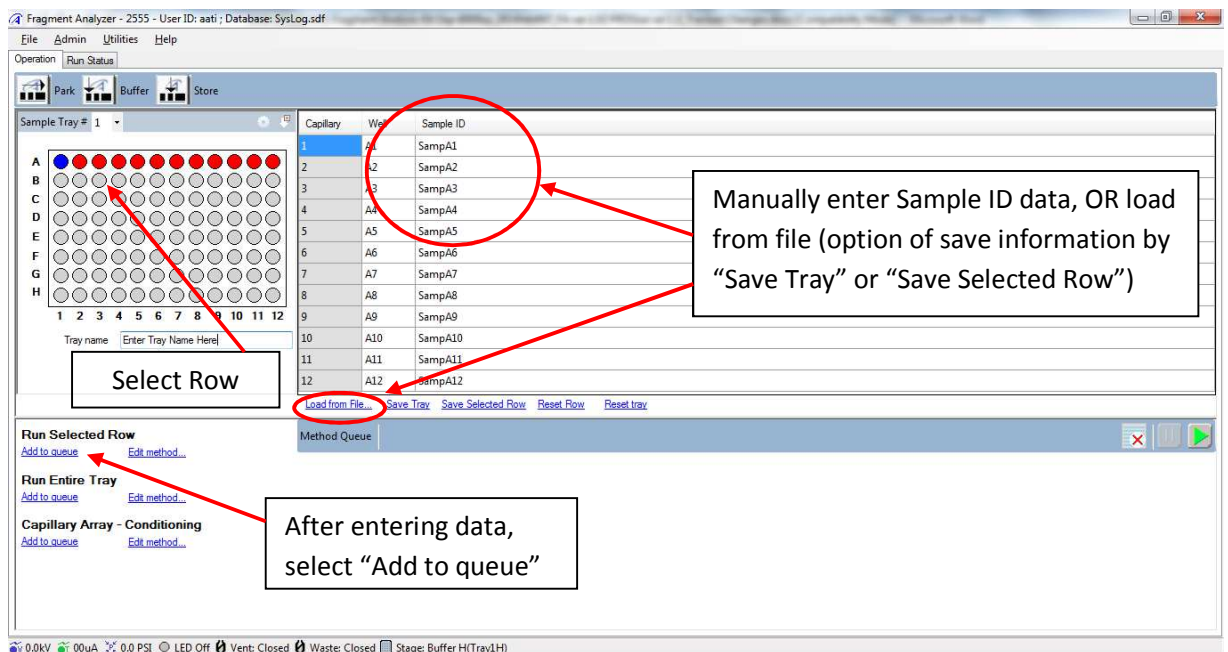 Fragment Analyzer - 2555 - User ID: aati ; Database: SysLog.sdf
File Admin Utilities Help
Operation Run Status
Park Buffer Store
Sample Tray # 1
Capillary Well Sample ID
1 A1 SampA1
2 A2 SampA2
3 A3 SampA3
4 A4 SampA4
5 A5 SampA5
6 A6 SampA6
7 A7 SampA7
8 A8 SampA8
9 A9 SampA9
10 A10 SampA10
11 A11 SampA11
12 A12 SampA12
A
B
C
D
E
F
G
H
1 2 3 4 5 6 7 8 9 10 11 12
Tray name Enter Tray Name Here
Select Row
Manually enter Sample ID data, OR load
from file (option of save information by
“Save Tray” or “Save Selected Row”)
Load from File... Save Tray Save Selected Row Reset Row Reset tray
Run Selected Row
Add to queue Edit method...
Run Entire Tray
Add to queue Edit method...
Capillary Array - Conditioning
Add to queue Edit method...
Method Queue
After entering data,
select “Add to queue”
0.0kV 00uA 0.0 PSI LED Off Vent: Closed Waste: Closed Stage: Buffer H(Tray1H)